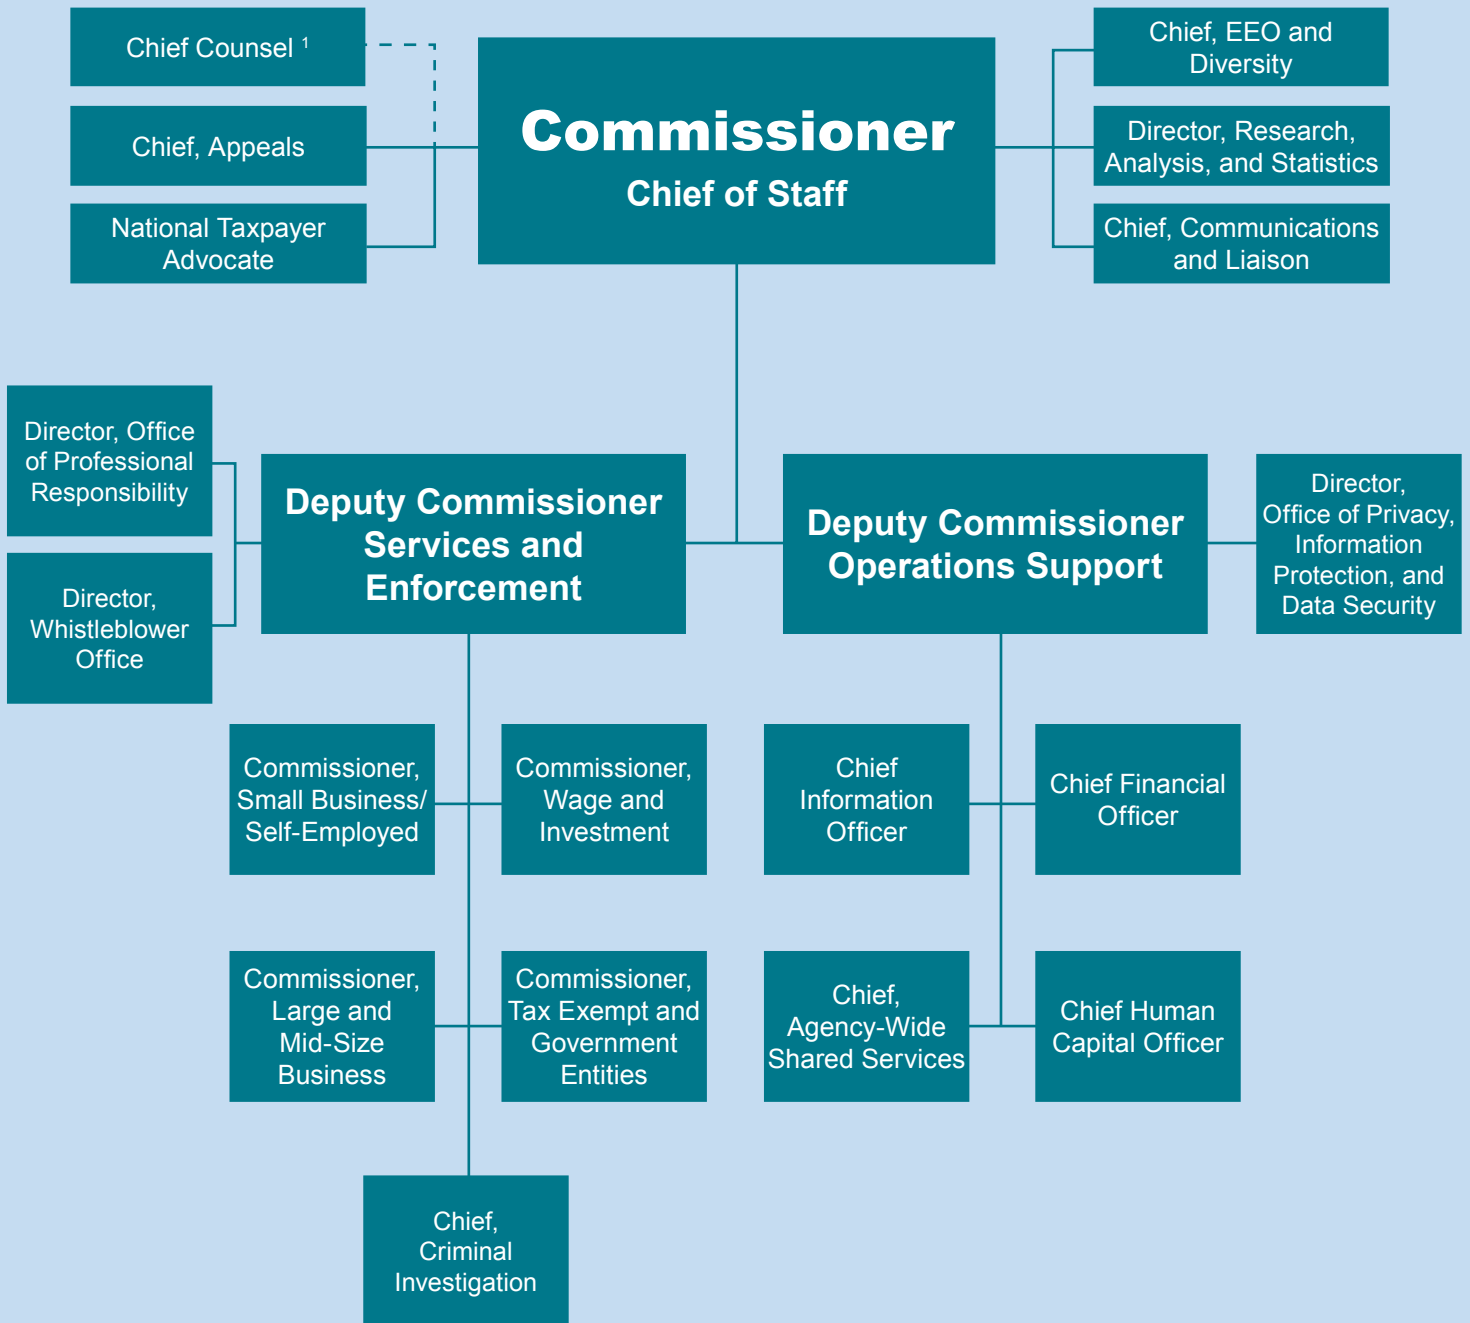 Chief Counsel ¹
Chief, Appeals
National Taxpayer
Advocate
Commissioner
Chief of Staff
Chief, EEO and
Diversity
Director, Research,
Analysis, and Statistics
Chief, Communications
and Liaison
Director, Office
of Professional
Responsibility
Director,
Whistleblower
Office
Deputy Commissioner
Services and
Enforcement
Deputy Commissioner
Operations Support
Director,
Office of Privacy,
Information
Protection, and
Data Security
Commissioner,
Small Business/
Self-Employed
Commissioner,
Wage and
Investment
Chief
Information
Officer
Chief Financial
Officer
Commissioner,
Large and
Mid-Size
Business
Commissioner,
Tax Exempt and
Government
Entities
Chief,
Agency-Wide
Shared Services
Chief Human
Capital Officer
Chief,
Criminal
Investigation